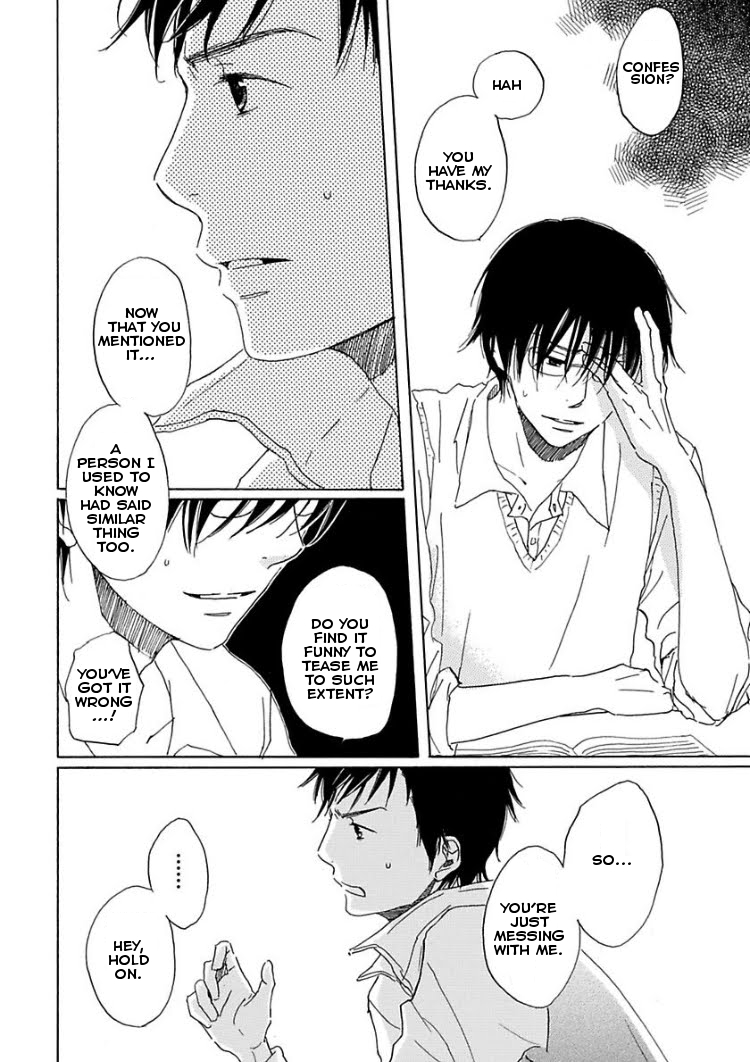 CONFES
SION?
HAH
YOU
HAVE MY
THANKS.
NOW
THAT YOU
MENTIONED
IT...
A
PERSON I
USED TO
KNOW
HAD SAID
SIMILAR
THING
TOO.
DO YOU
FIND IT
FUNNY TO
TEASE ME
TO SUCH
EXTENT?
YOU'VE
GOT IT
WRONG
...!
SO...
YOU'RE
JUST
MESSING
WITH ME.
......
HEY,
HOLD
ON.